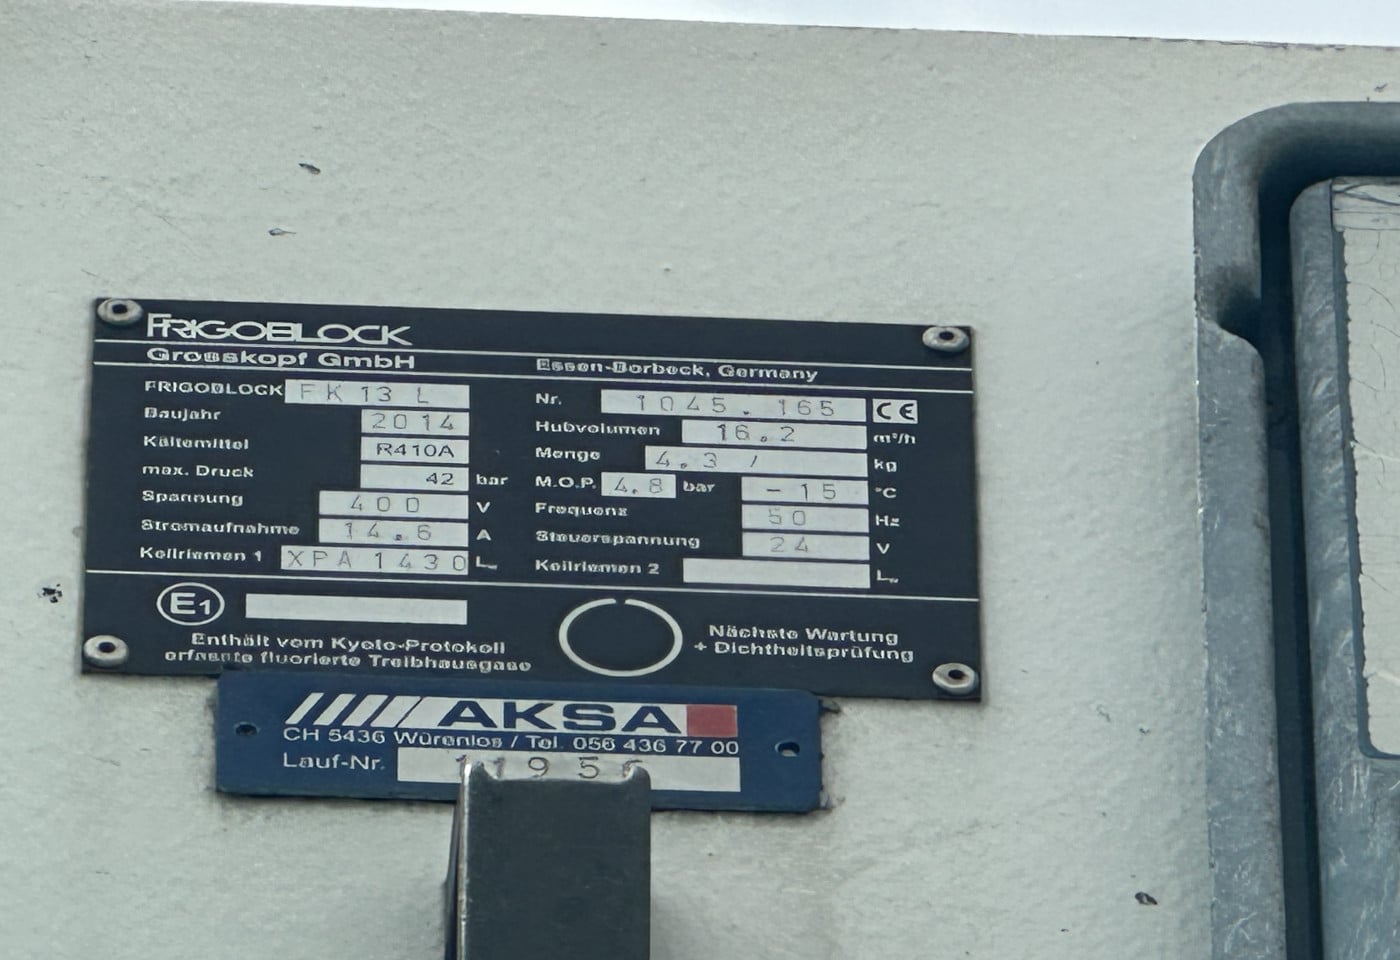 FRIGOBLOCK
Grosskopf GmbH Essen-Borbeck, Germany
FRIGOBLOCK FK 13 L Nr. 1045.165 CE
Baujahr 2014 Hubvolumen 16.2 m³/h
Kältemittel R410A Menge 4.3 / kg
max. Druck 42 bar M.O.P. 4.8 bar -15 °C
Spannung 400 V Frequenz 50 Hz
Stromaufnahme 14.6 A Steuerspannung 24 V
Keilriemen 1 XPA 1430 Lw Keilriemen 2 Lw
E1
Enthält vom Kyoto-Protokoll
erfasste fluorierte Treibhausgase
Nächste Wartung
+ Dichtheitsprüfung
AKSA
CH 5436 Würenlos / Tel. 056 436 77 00
Lauf-Nr.